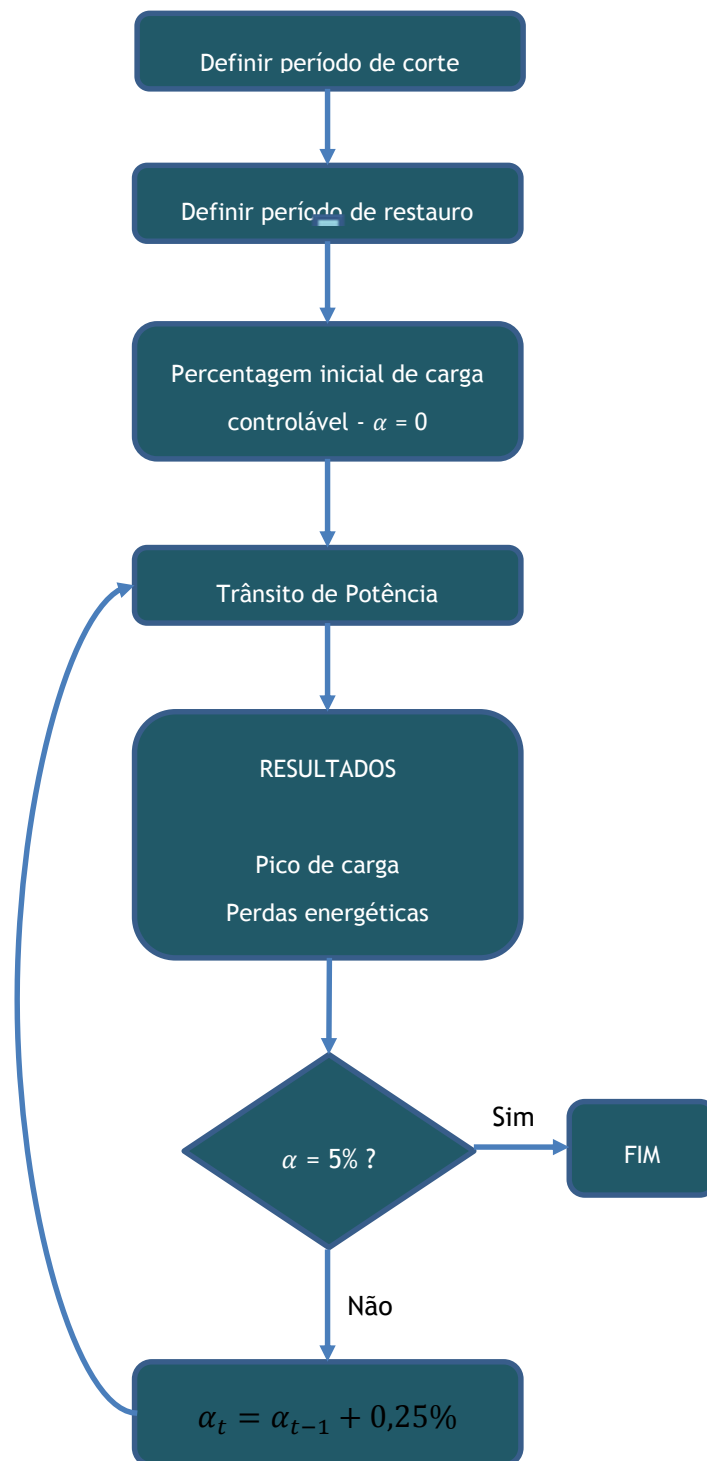 Definir período de corte
Definir período de restauro
Percentagem inicial de carga
controlável - 𝛼 = 0
Trânsito de Potência
RESULTADOS
Pico de carga
Perdas energéticas
𝛼 = 5% ?
Sim
FIM
Não
𝛼ₜ = 𝛼ₜ₋₁ + 0,25%